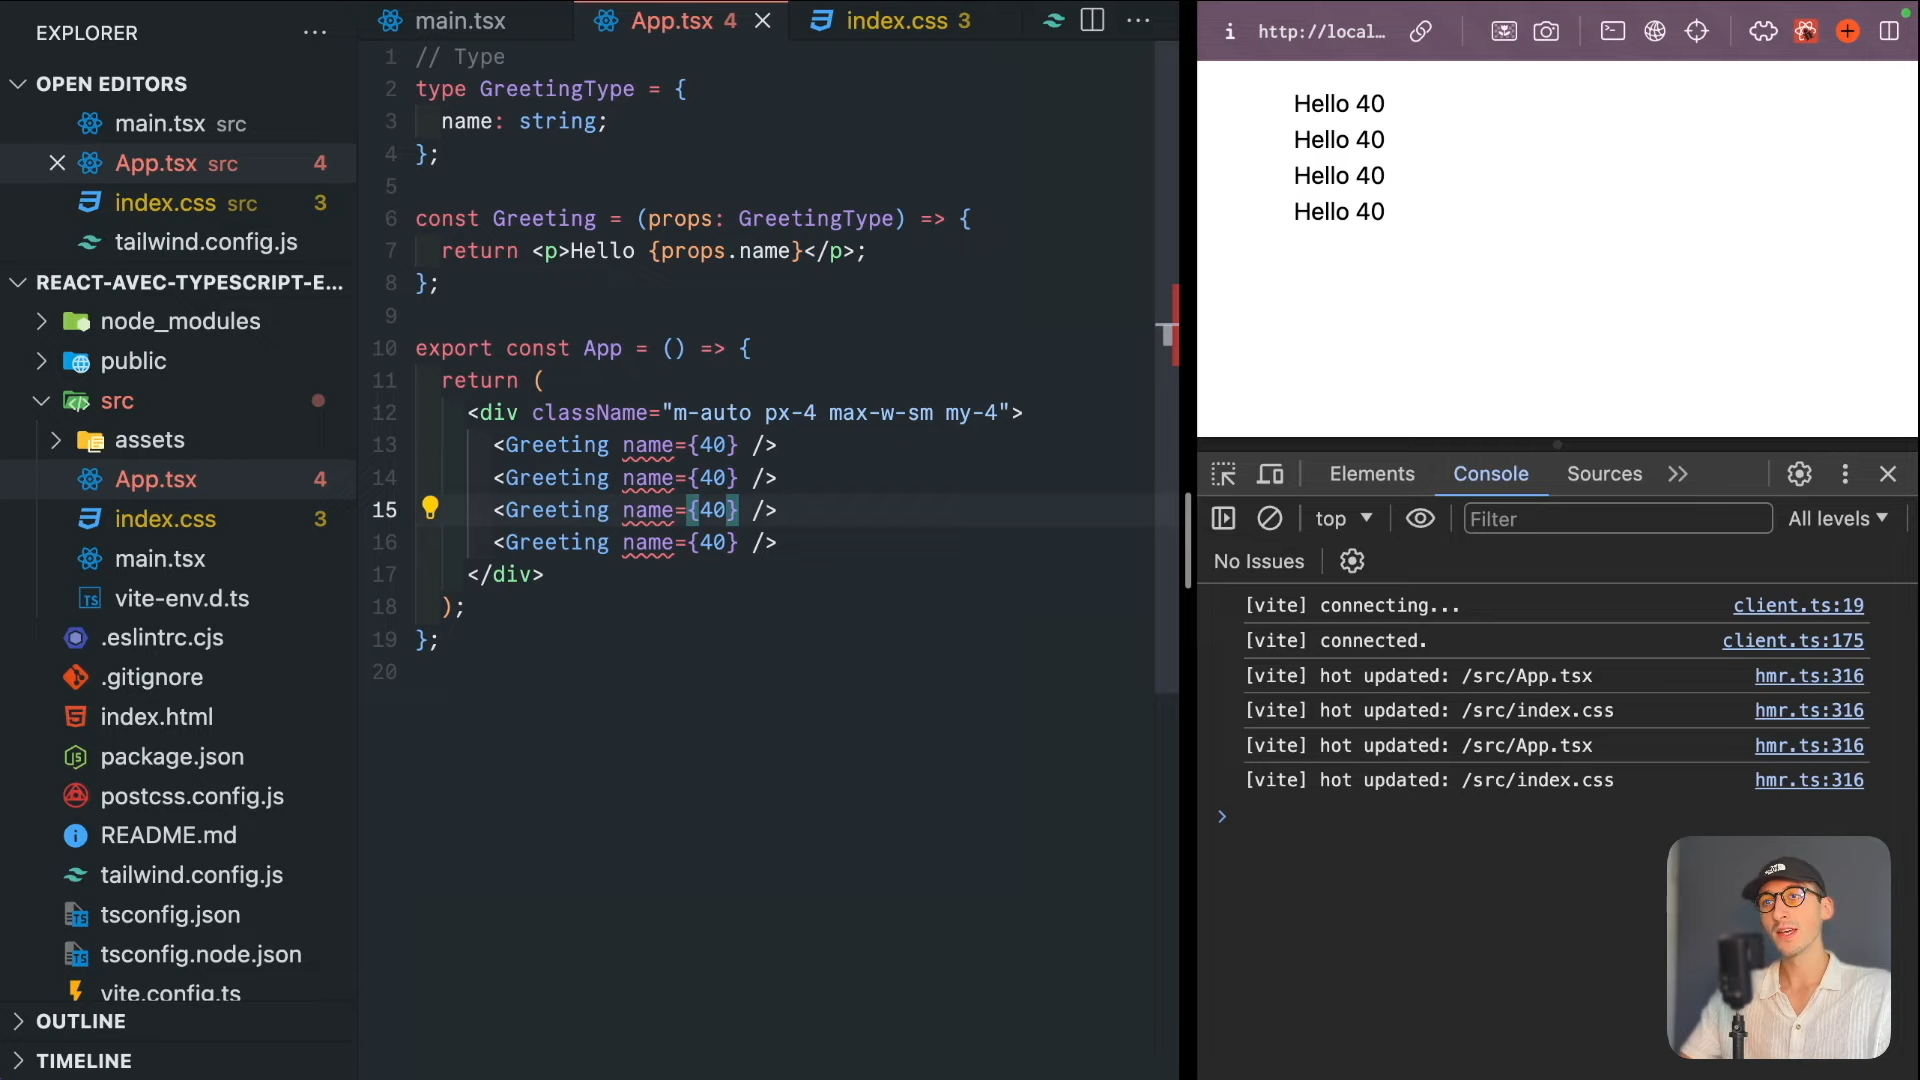 EXPLORER
OPEN EDITORS
main.tsx src
App.tsx src 4
index.css src 3
tailwind.config.js
REACT-AVEC-TYPESCRIPT-E...
node_modules
public
src
assets
App.tsx 4
index.css 3
main.tsx
TS vite-env.d.ts
.eslintrc.cjs
.gitignore
index.html
package.json
postcss.config.js
README.md
tailwind.config.js
tsconfig.json
tsconfig.node.json
vite.config.ts
OUTLINE
TIMELINE
main.tsx App.tsx 4 index.css 3
1 // Type
2 type GreetingType = {
3 name: string;
4 };
5
6 const Greeting = (props: GreetingType) => {
7 return <p>Hello {props.name}</p>;
8 };
9
10 export const App = () => {
11 return (
12 <div className="m-auto px-4 max-w-sm my-4">
13 <Greeting name={40} />
14 <Greeting name={40} />
15 <Greeting name={40} />
16 <Greeting name={40} />
17 </div>
18 );
19 };
20
http://local...
Hello 40
Hello 40
Hello 40
Hello 40
Elements Console Sources
top Filter All levels
No Issues
[vite] connecting... client.ts:19
[vite] connected. client.ts:175
[vite] hot updated: /src/App.tsx hmr.ts:316
[vite] hot updated: /src/index.css hmr.ts:316
[vite] hot updated: /src/App.tsx hmr.ts:316
[vite] hot updated: /src/index.css hmr.ts:316